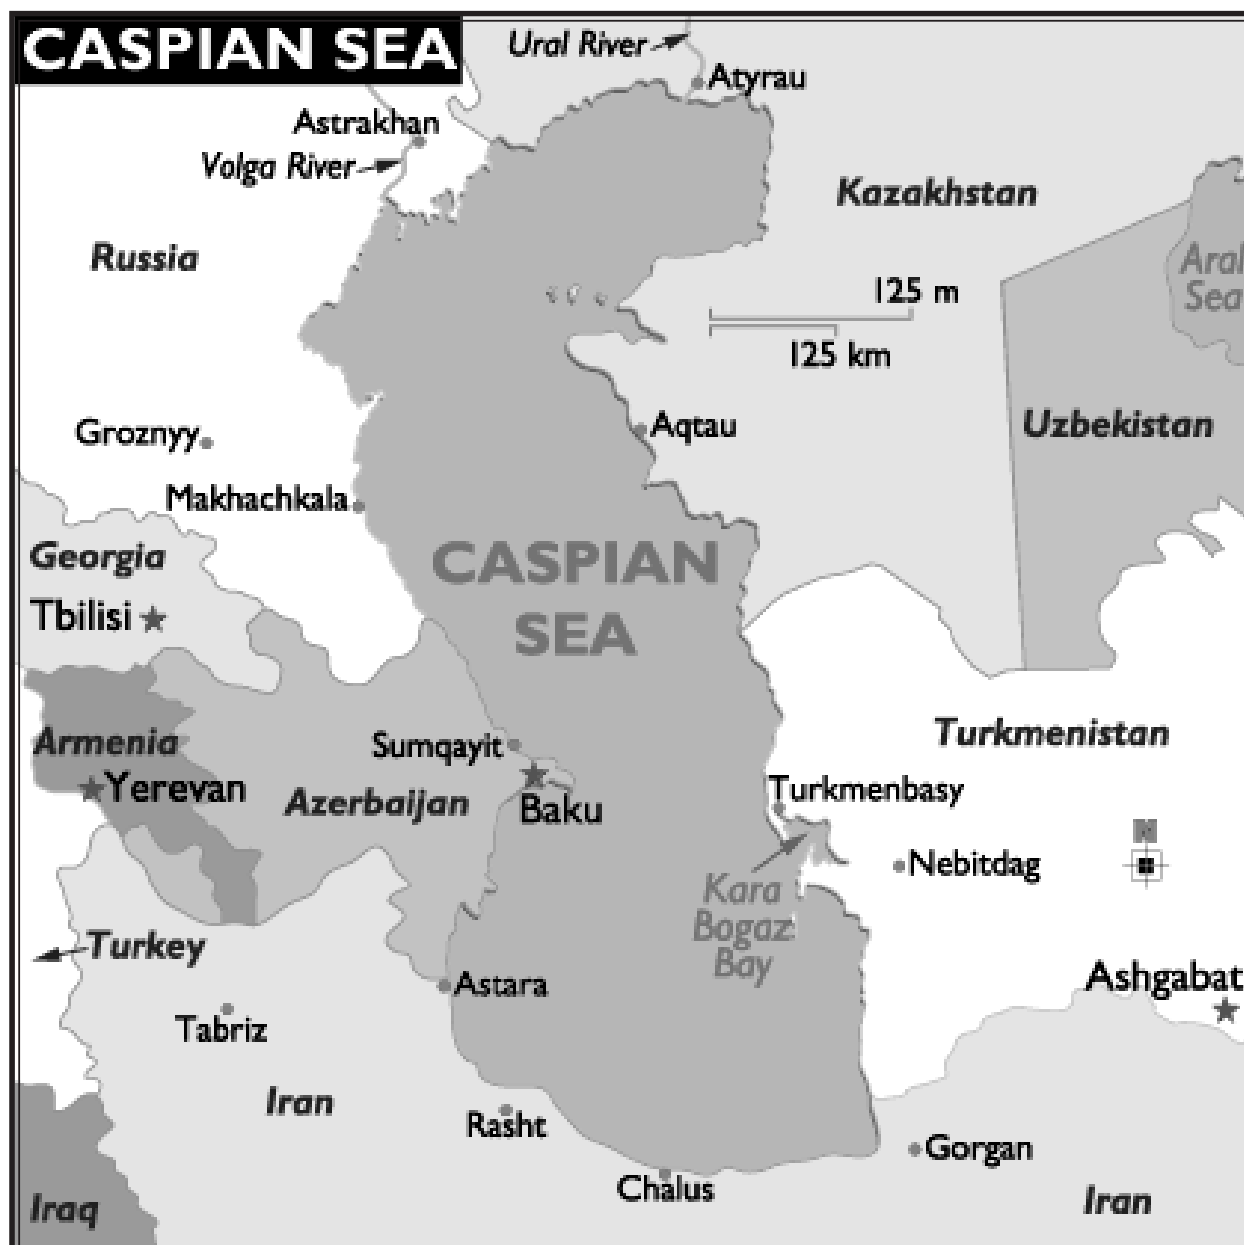 CASPIAN SEA
Ural River
Atyrau
Astrakhan
Volga River
Kazakhstan
Russia
Aral
Sea
125 m
125 km
Groznyy
Aqtau
Uzbekistan
Makhachkala
CASPIAN
SEA
Georgia
Tbilisi
Armenia
Sumqayit
Turkmenistan
Yerevan
Azerbaijan
Baku
Turkmenbasy
N
Nebitdag
Kara
Bogaz
Bay
Turkey
Astara
Ashgabat
Tabriz
Iran
Rasht
Gorgan
Chalus
Iraq
Iran